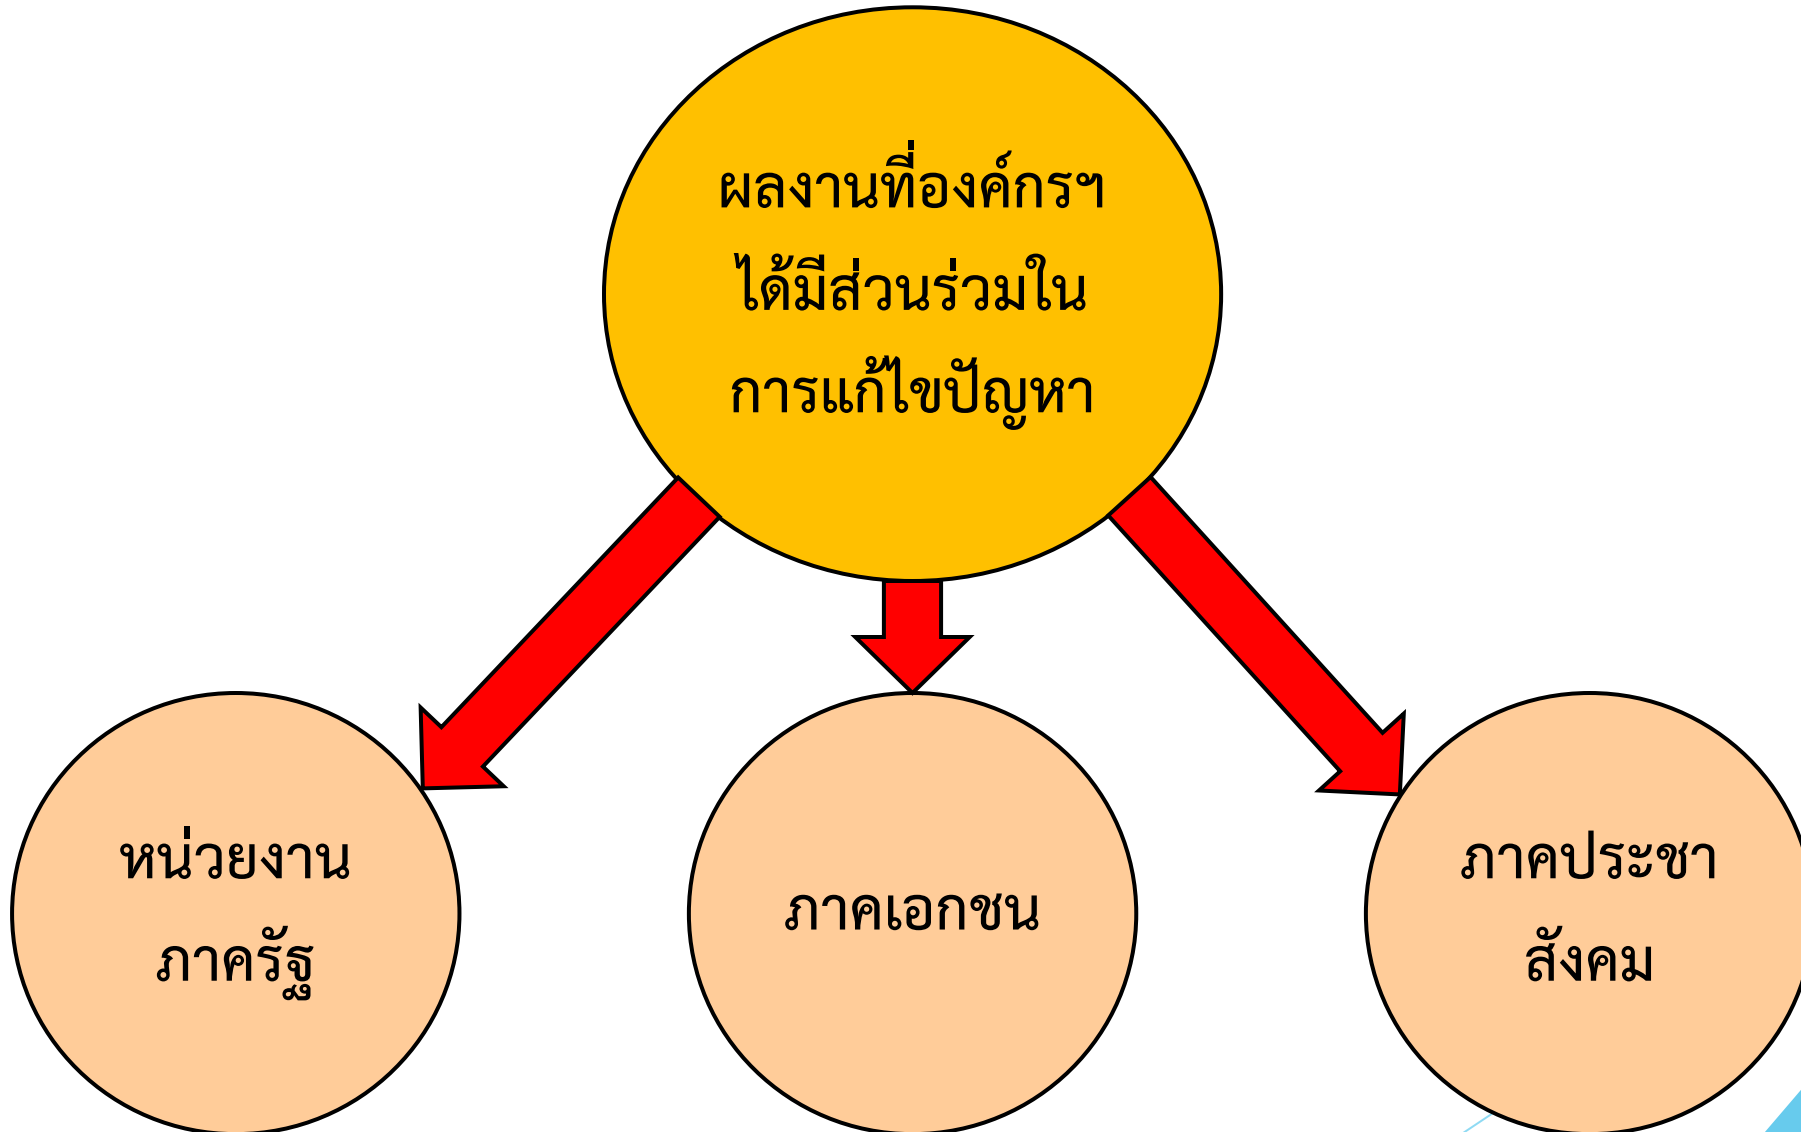 ผลงานที่องค์กรฯ
ได้มีส่วนร่วมใน
การแก้ไขปัญหา
หน่วยงาน
ภาครัฐ
ภาคเอกชน
ภาคประชา
สังคม